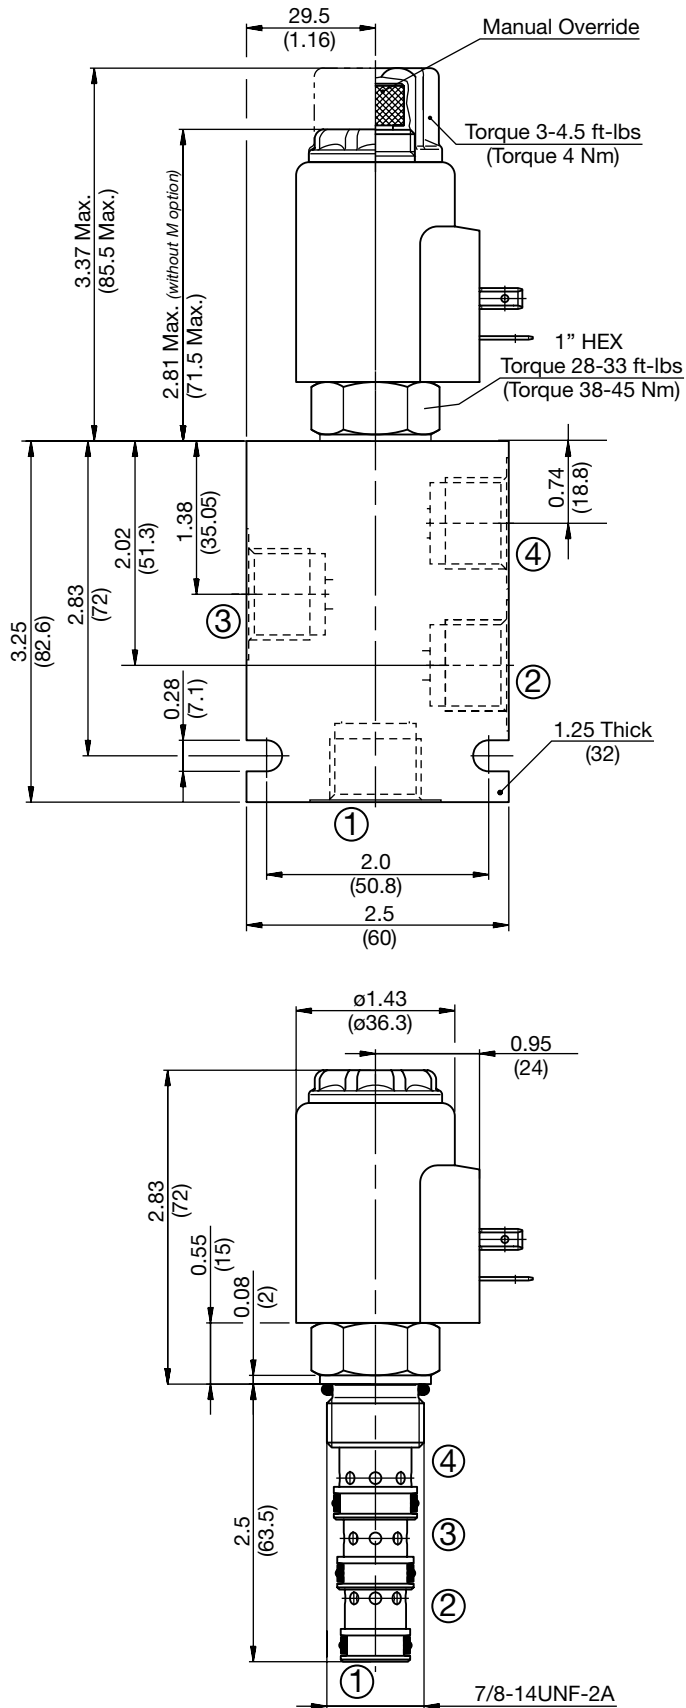 29.5
(1.16)
Manual Override
Torque 3-4.5 ft-lbs
(Torque 4 Nm)
3.37 Max.
(85.5 Max.)
2.81 Max. (without M option)
(71.5 Max.)
1” HEX
Torque 28-33 ft-lbs
(Torque 38-45 Nm)
0.74
(18.8)
1.38
(35.05)
2.02
(51.3)
2.83
(72)
3.25
(82.6)
0.28
(7.1)
4
3
2
1
1.25 Thick
(32)
2.0
(50.8)
2.5
(60)
ø1.43
(ø36.3)
0.95
(24)
2.83
(72)
0.55
(15)
0.08
(2)
2.5
(63.5)
4
3
2
1
7/8-14UNF-2A